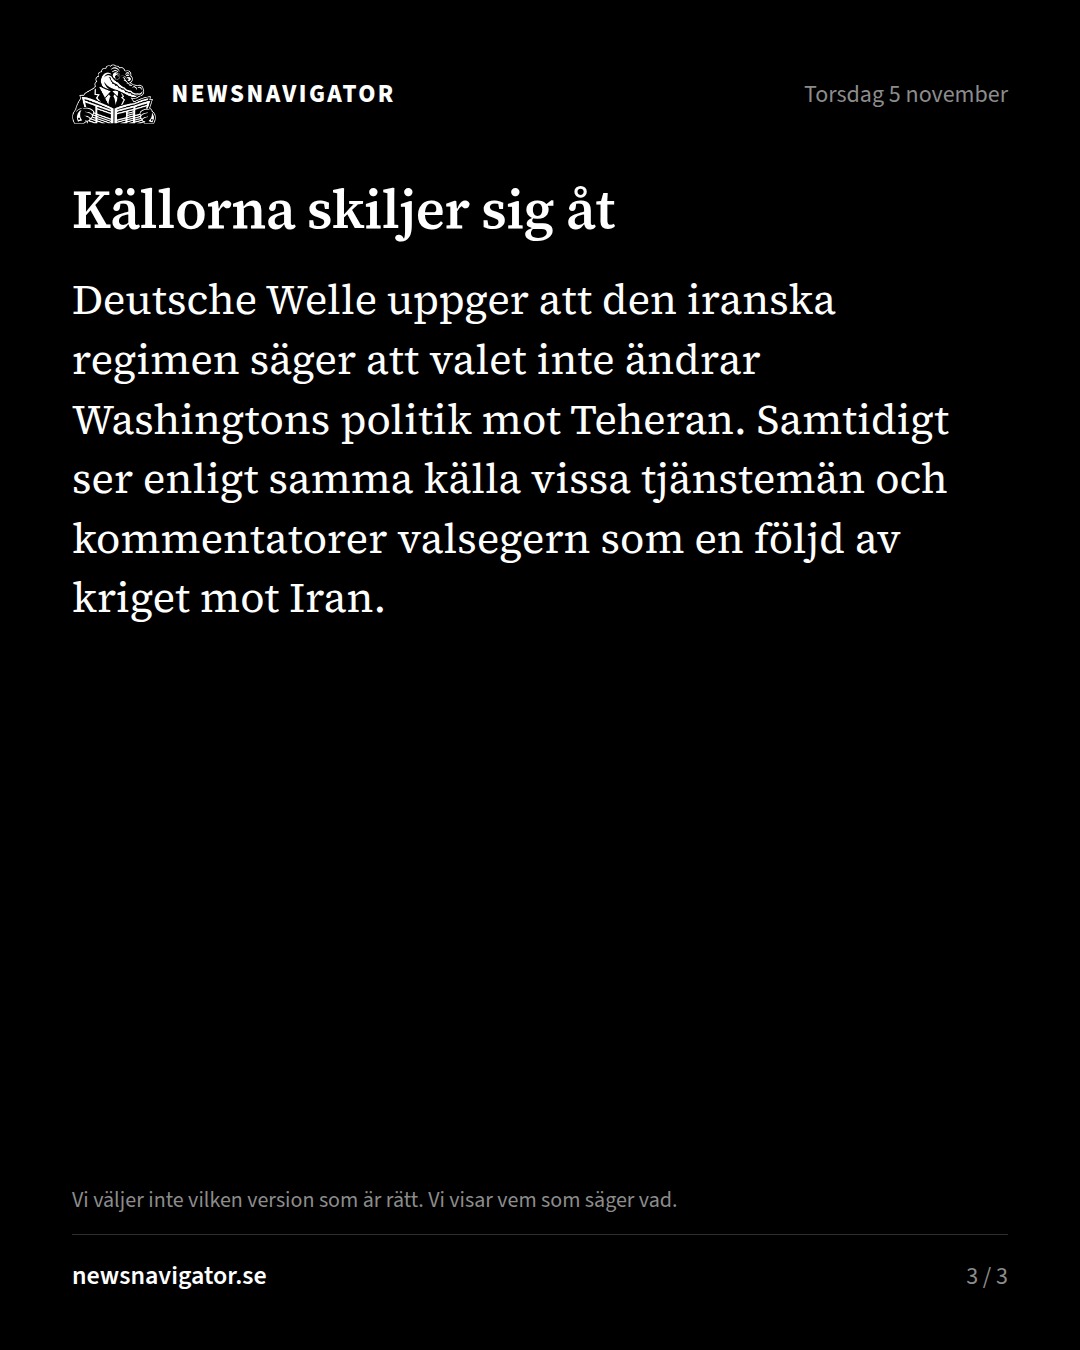 NEWSNAVIGATOR
Torsdag 5 november
Källorna skiljer sig åt
Deutsche Welle uppger att den iranska
regimen säger att valet inte ändrar
Washingtons politik mot Teheran. Samtidigt
ser enligt samma källa vissa tjänstemän och
kommentatorer valsegern som en följd av
kriget mot Iran.
Vi väljer inte vilken version som är rätt. Vi visar vem som säger vad.
newsnavigator.se
3 / 3